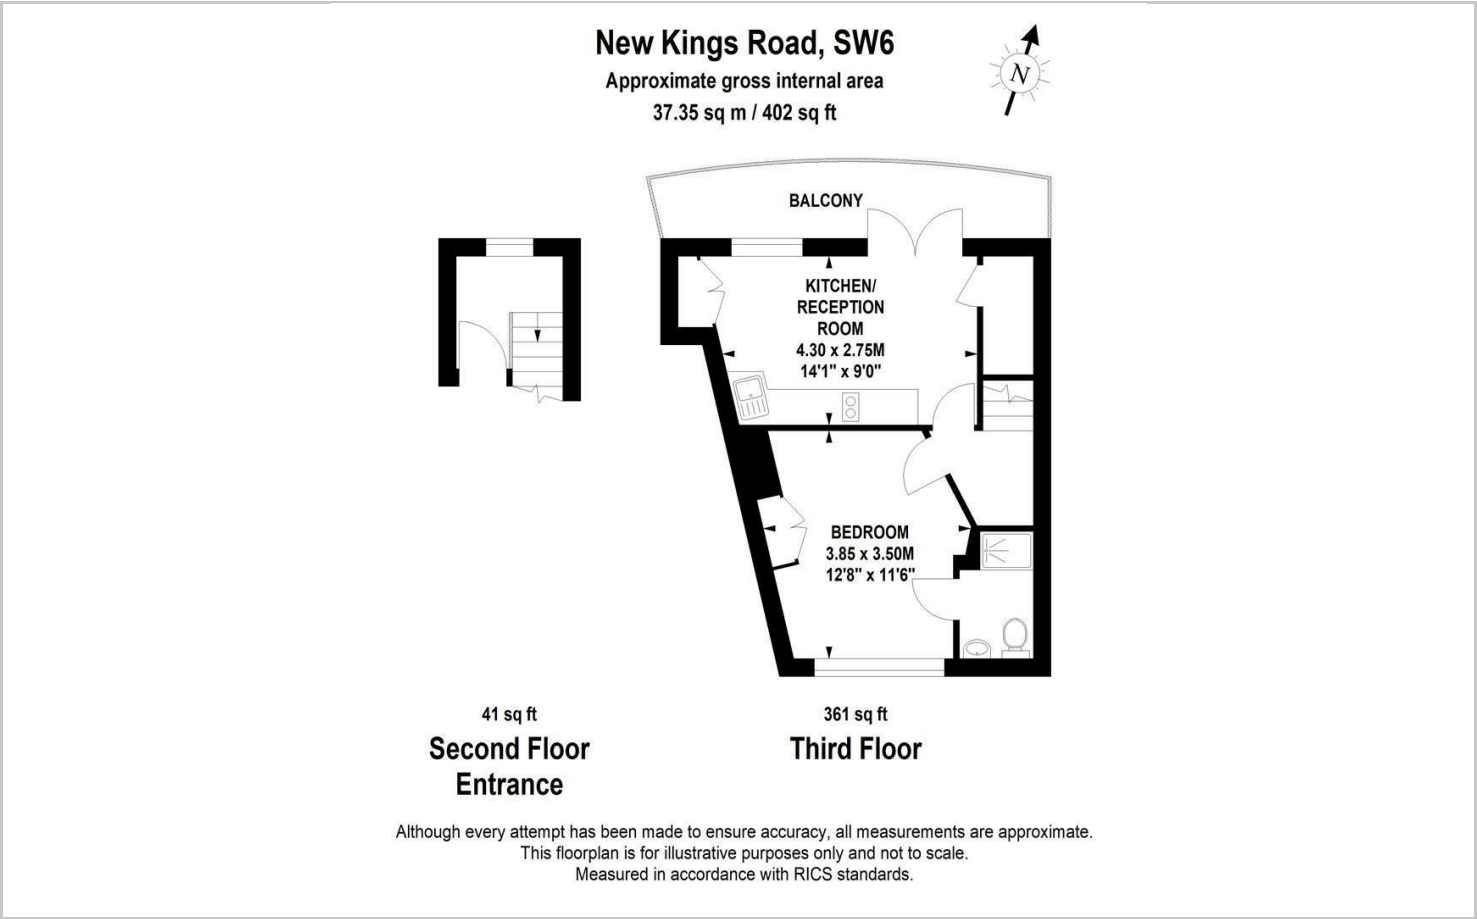 New Kings Road, SW6
Approximate gross internal area
37.35 sq m / 402 sq ft
N
BALCONY
KITCHEN/
RECEPTION
ROOM
4.30 x 2.75M
14'1" x 9'0"
BEDROOM
3.85 x 3.50M
12'8" x 11'6"
41 sq ft
Second Floor
Entrance
361 sq ft
Third Floor
Although every attempt has been made to ensure accuracy, all measurements are approximate.
This floorplan is for illustrative purposes only and not to scale.
Measured in accordance with RICS standards.